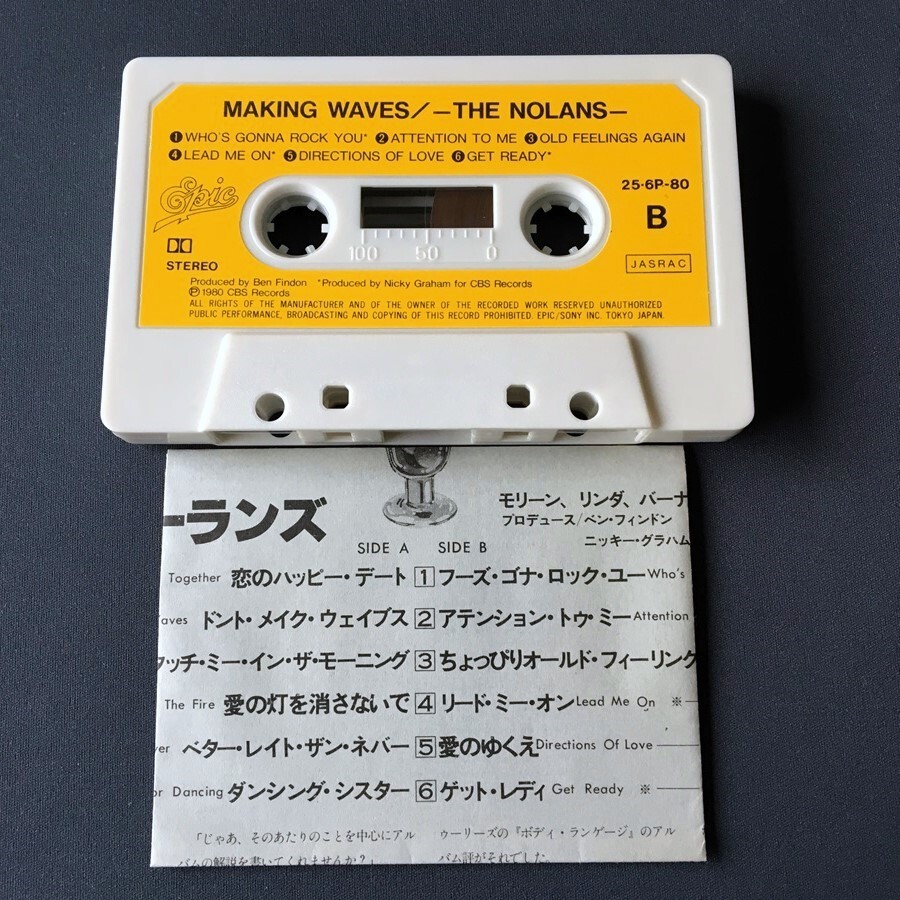 MAKING WAVES/—THE NOLANS—
❶WHO'S GONNA ROCK YOU* ❷ATTENTION TO ME ❸OLD FEELINGS AGAIN
❹LEAD ME ON* ❺DIRECTIONS OF LOVE ❻GET READY*
Epic
25·6P-80
B
STEREO
100 50 0
JASRAC
Produced by Ben Findon *Produced by Nicky Graham for CBS Records
Ⓟ1980 CBS Records
ALL RIGHTS OF THE MANUFACTURER AND OF THE OWNER OF THE RECORDED WORK RESERVED UNAUTHORIZED
PUBLIC PERFORMANCE, BROADCASTING AND COPYING OF THIS RECORD PROHIBITED. EPIC/SONY INC. TOKYO JAPAN.
ーランズ
モリーン、リンダ、バーナ
プロデュース/ベン・フィンドン
ニッキー・グラハム
SIDE A SIDE B
Together 恋のハッピー・デート 1 フーズ・ゴナ・ロック・ユー Who's
aves ドント・メイク・ウェイブス 2 アテンション・トゥ・ミー Attention
タッチ・ミー・イン・ザ・モーニング 3 ちょっぴりオールド・フィーリング
The Fire 愛の灯を消さないで 4 リード・ミー・オン Lead Me On ※
ver ベター・レイト・ザン・ネバー 5 愛のゆくえ Directions Of Love
or Dancing ダンシング・シスター 6 ゲット・レディ Get Ready ※
「じゃあ、そのあたりのことを中心にアル
バムの解説を書いてくれませんか?」
ゥーリーズの『ボディ・ランゲージ』のアル
バム評がそれでした。